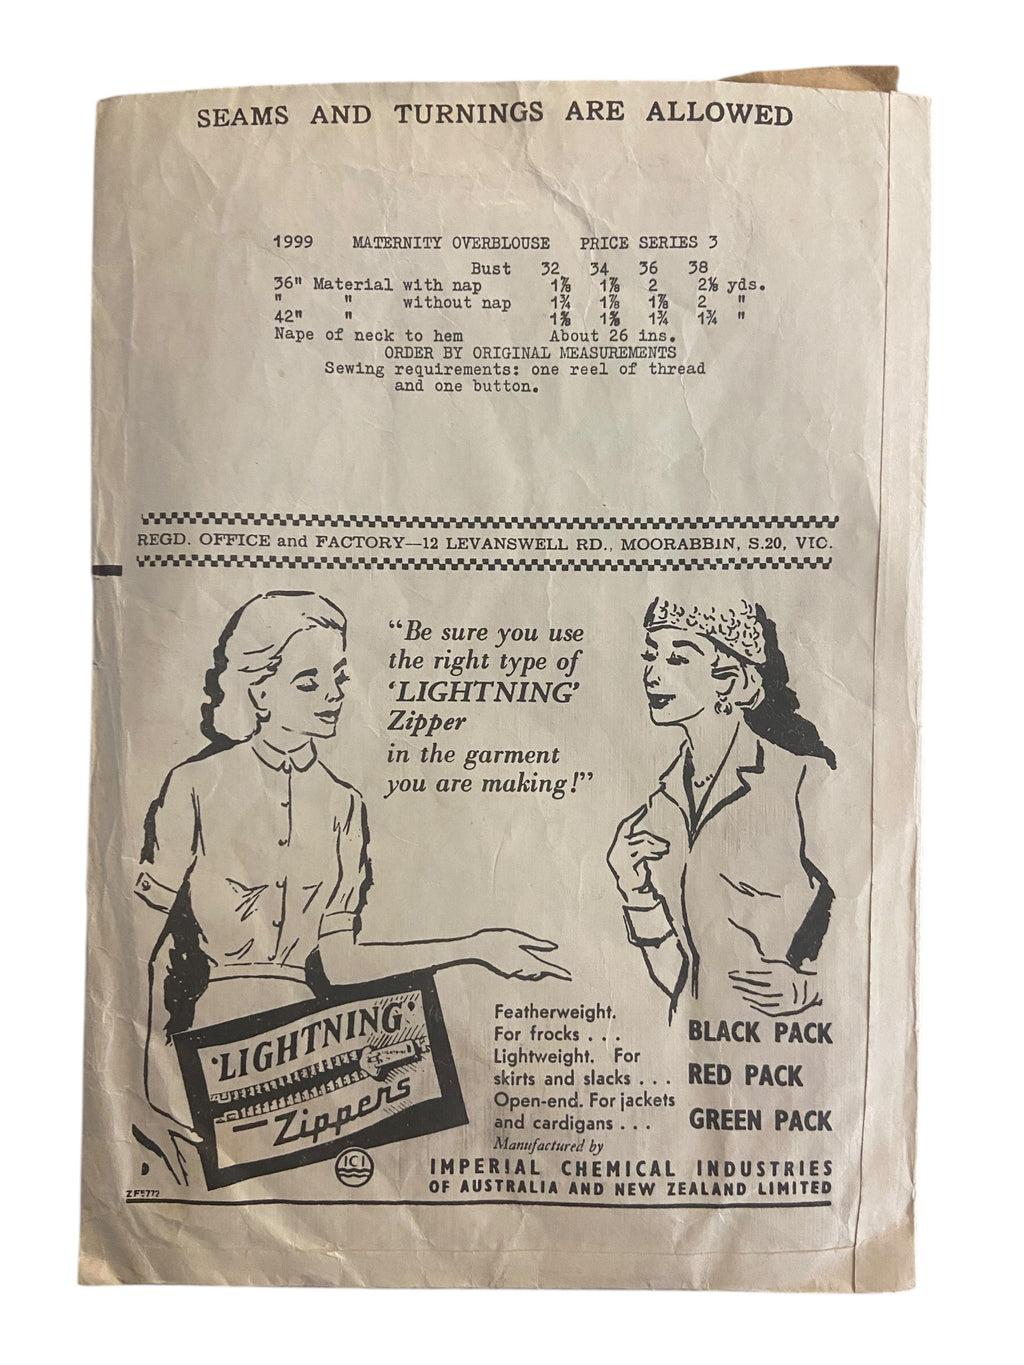 SEAMS AND TURNINGS ARE ALLOWED
1999 MATERNITY OVERBLOUSE PRICE SERIES 3
Bust 32 34 36 38
36" Material with nap 1⅞ 1⅞ 2 2⅛ yds.
" " without nap 1¾ 1⅞ 1⅞ 2 "
42" " 1⅝ 1⅝ 1¾ 1¾ "
Nape of neck to hem About 26 ins.
ORDER BY ORIGINAL MEASUREMENTS
Sewing requirements: one reel of thread
and one button.
REGD. OFFICE and FACTORY—12 LEVANSWELL RD., MOORABBIN, S.20, VIC.
"Be sure you use
the right type of
'LIGHTNING'
Zipper
in the garment
you are making!"
'LIGHTNING'
Zippers
Featherweight.
For frocks . . . BLACK PACK
Lightweight. For
skirts and slacks . . . RED PACK
Open-end. For jackets
and cardigans . . . GREEN PACK
Manufactured by
ICI
IMPERIAL CHEMICAL INDUSTRIES
OF AUSTRALIA AND NEW ZEALAND LIMITED
D
ZF5772